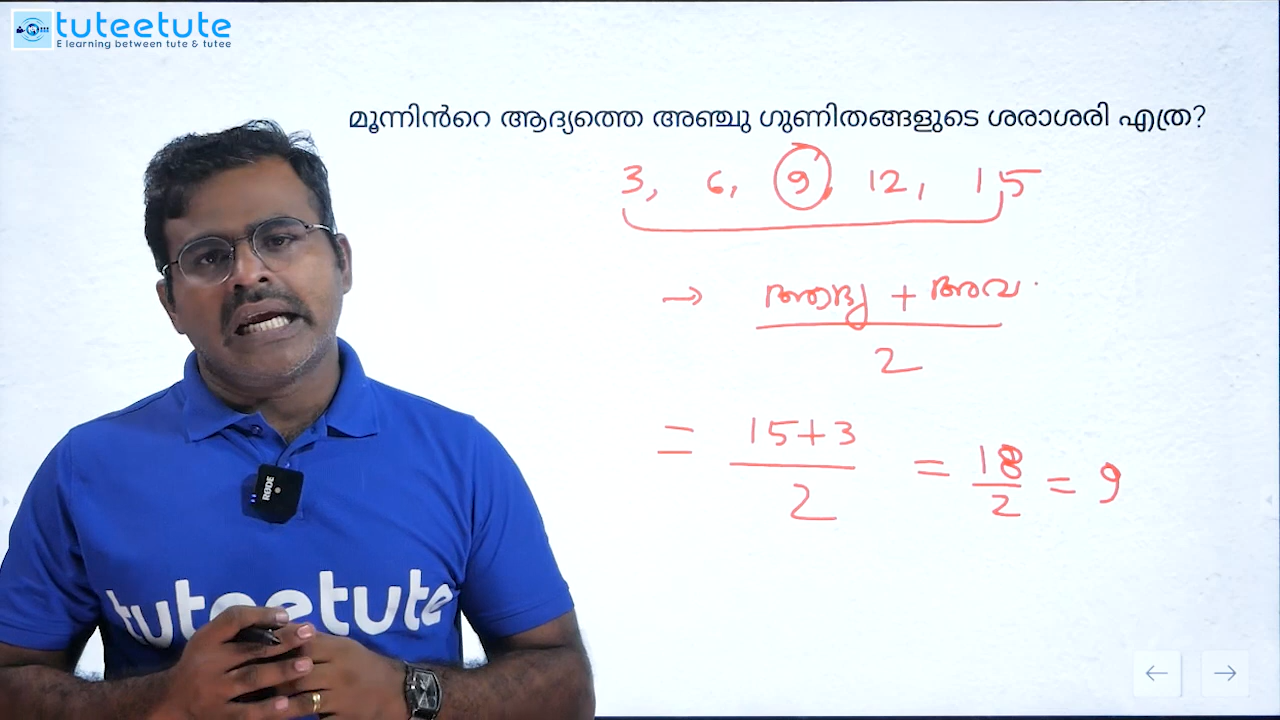 tuteetute
E learning between tute & tutee
മൂന്നിൻറെ ആദ്യത്തെ അഞ്ചു ഗുണിതങ്ങളുടെ ശരാശരി എത്ര?
3, 6, 9, 12, 15
→ ആദ്യ + അവ
2
= 15+3 = 18 = 9
2 2
RØDE
tuteetute
← →